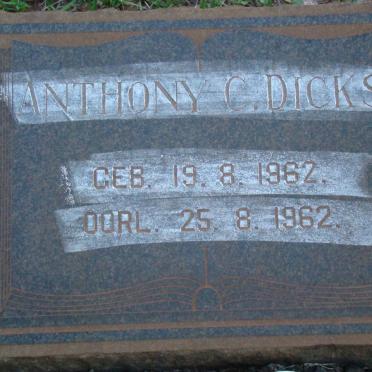 ANTHONY C. DICKS
GEB. 19. 8. 1962.
OORL. 25. 8. 1962.